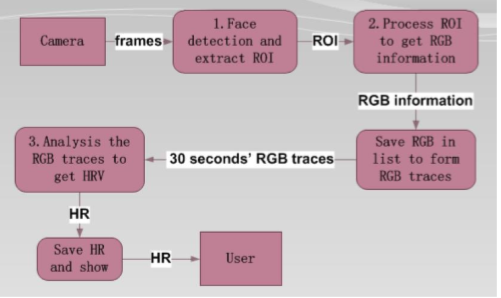 Camera
frames
1.Face
detection and
extract ROI
ROI
2.Process ROI
to get RGB
information
RGB information
Save RGB in
list to form
RGB traces
30 seconds' RGB traces
3.Analysis the
RGB traces to
get HRV
HR
Save HR
and show
HR
User